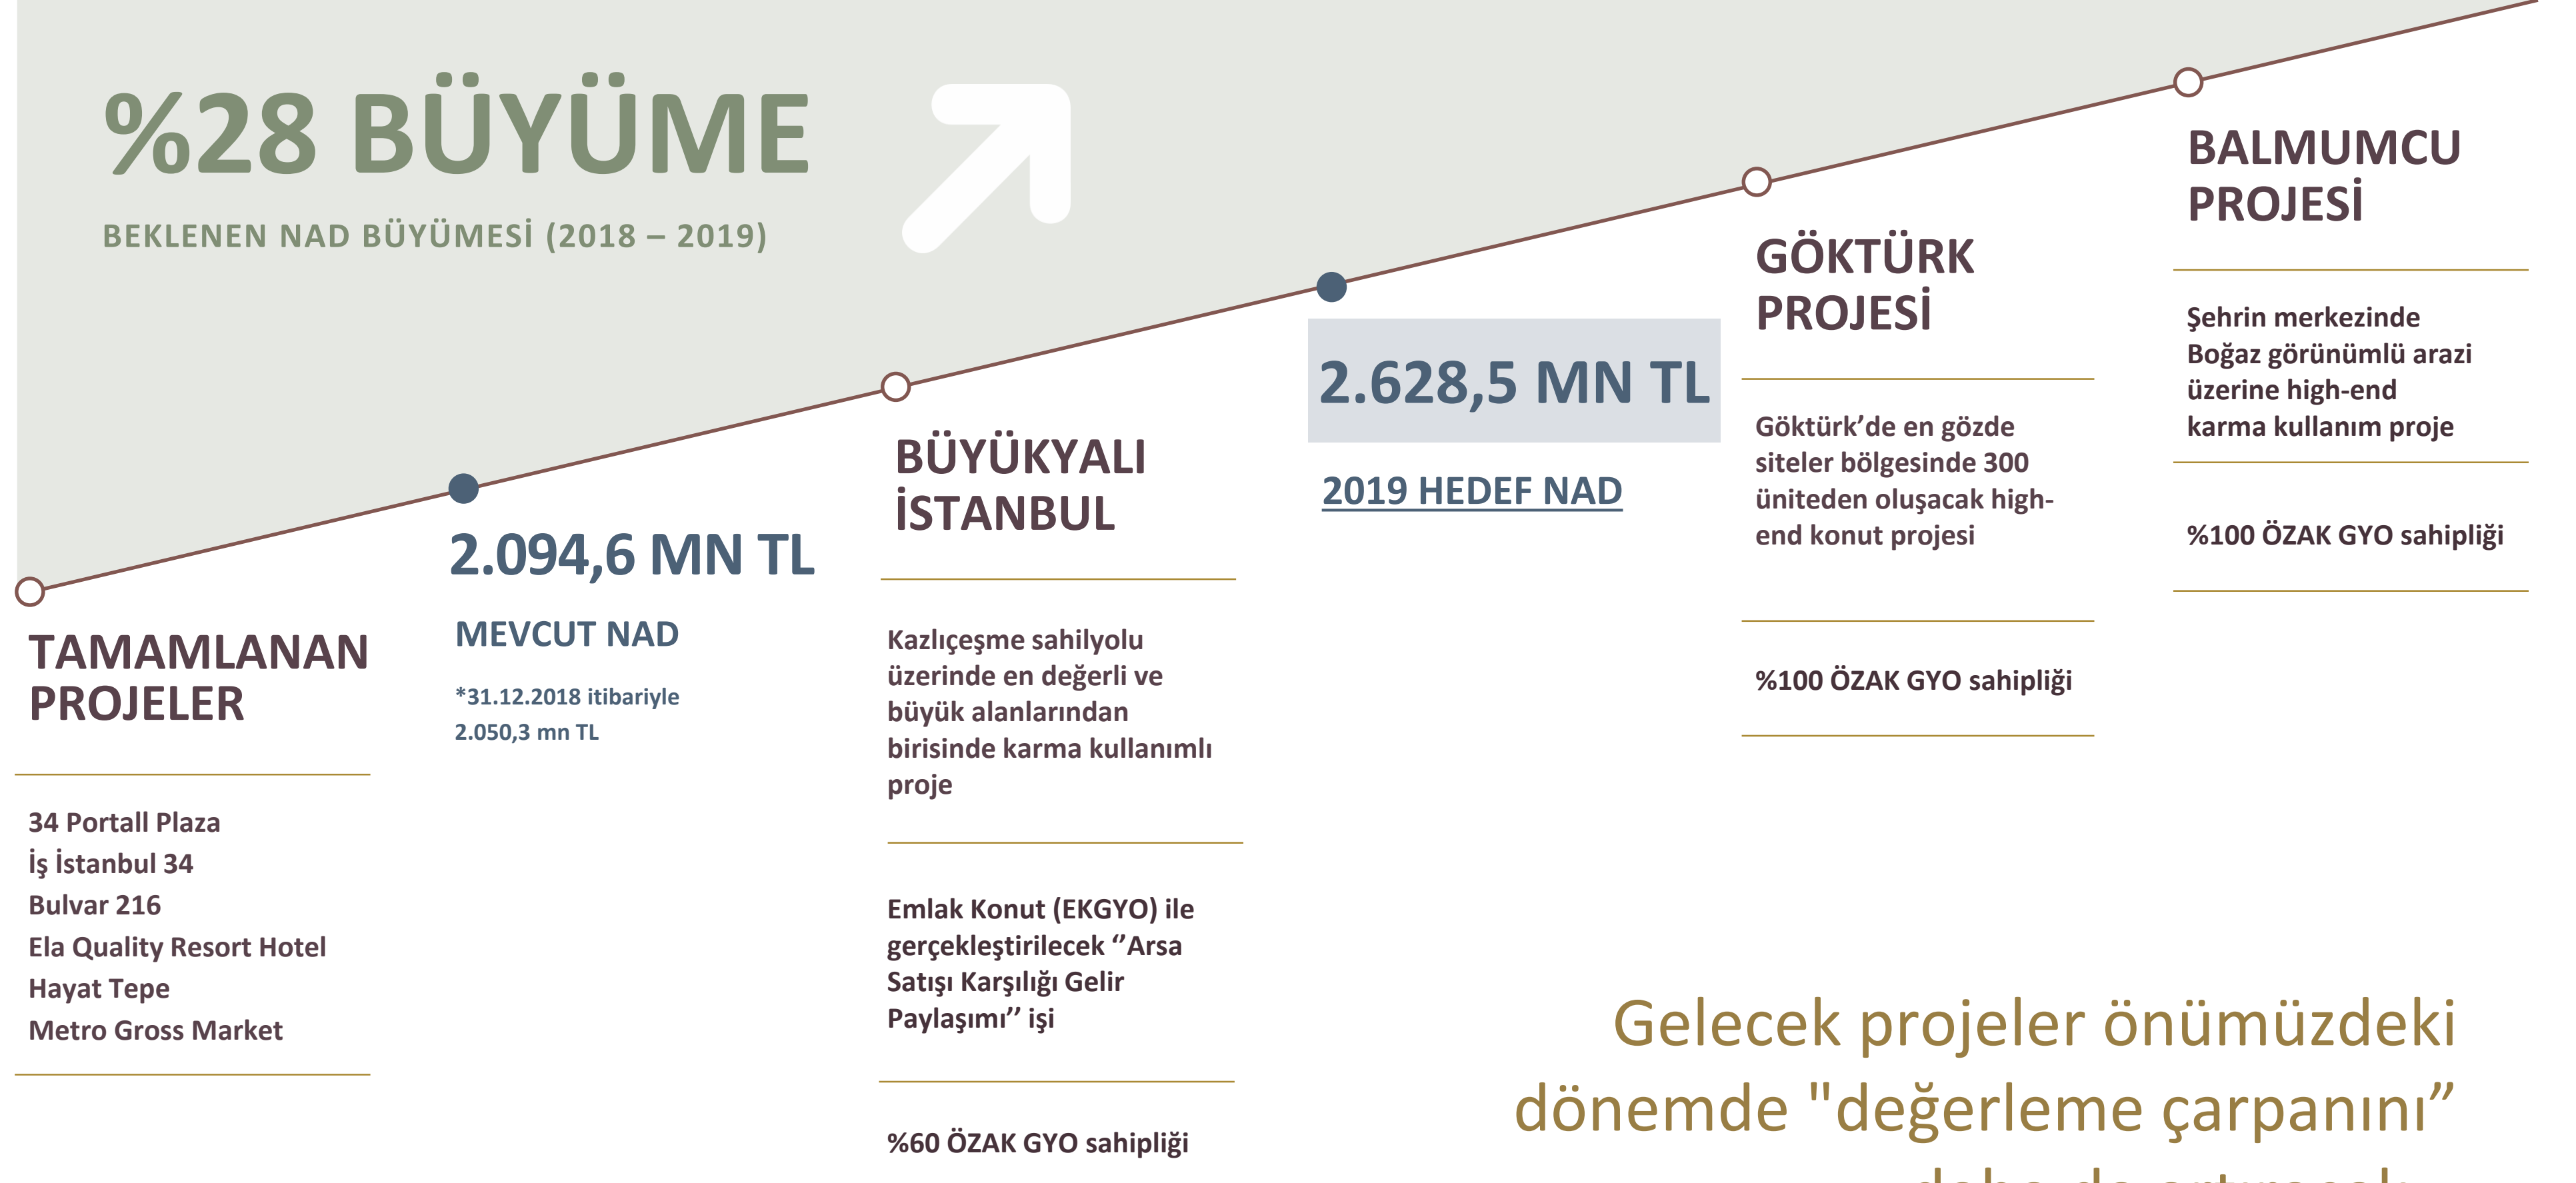 %28 BÜYÜME
BEKLENEN NAD BÜYÜMESİ (2018 – 2019)
TAMAMLANAN
PROJELER
34 Portall Plaza
İş İstanbul 34
Bulvar 216
Ela Quality Resort Hotel
Hayat Tepe
Metro Gross Market
2.094,6 MN TL
MEVCUT NAD
*31.12.2018 itibariyle
2.050,3 mn TL
BÜYÜKYALI
İSTANBUL
Kazlıçeşme sahilyolu
üzerinde en değerli ve
büyük alanlarından
birisinde karma kullanımlı
proje
Emlak Konut (EKGYO) ile
gerçekleştirilecek ‘’Arsa
Satışı Karşılığı Gelir
Paylaşımı’’ işi
%60 ÖZAK GYO sahipliği
2.628,5 MN TL
2019 HEDEF NAD
GÖKTÜRK
PROJESİ
Göktürk’de en gözde
siteler bölgesinde 300
üniteden oluşacak high-
end konut projesi
%100 ÖZAK GYO sahipliği
BALMUMCU
PROJESİ
Şehrin merkezinde
Boğaz görünümlü arazi
üzerine high-end
karma kullanım proje
%100 ÖZAK GYO sahipliği
Gelecek projeler önümüzdeki
dönemde "değerleme çarpanını”